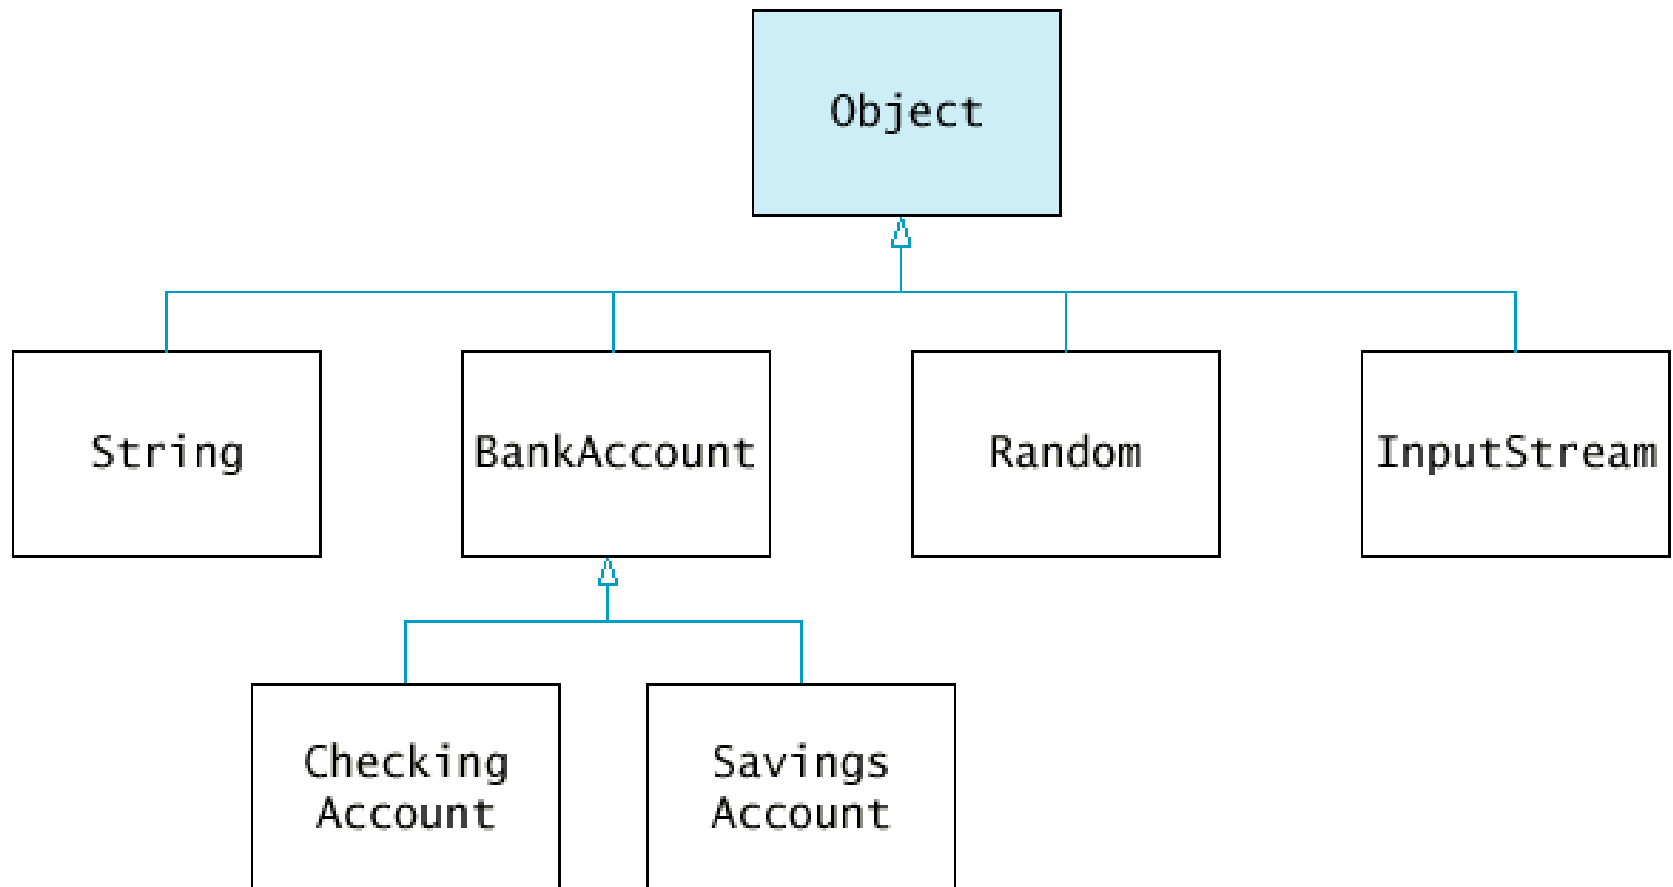 Object
String
BankAccount
Random
InputStream
Checking
Account
Savings
Account